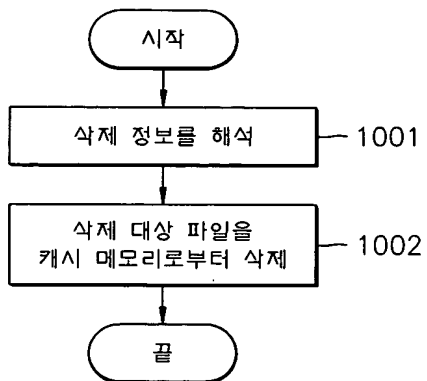 시작
삭제 정보를 해석
1001
삭제 대상 파일을
캐시 메모리로부터 삭제
1002
끝